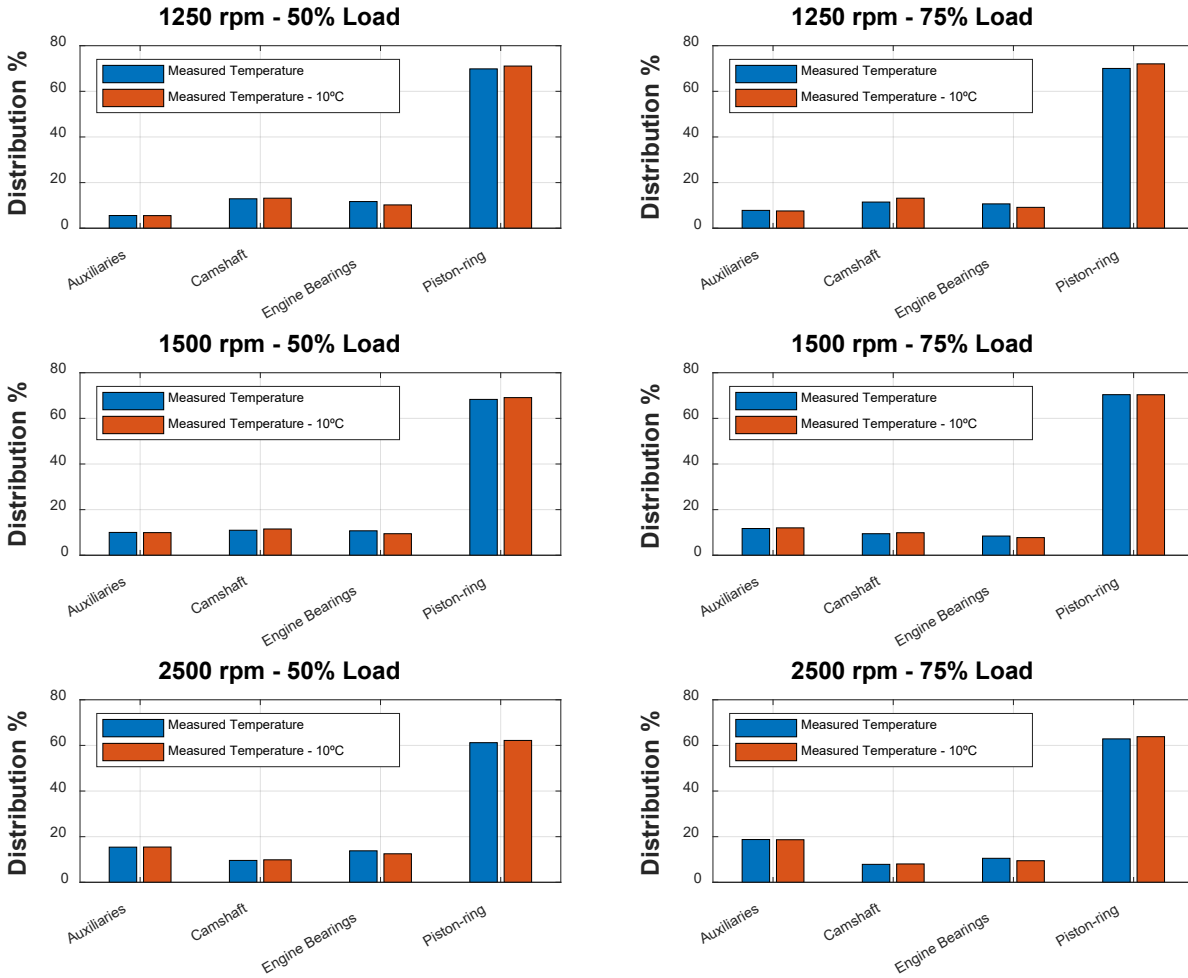 1250 rpm - 50% Load
Distribution %
80
60
40
20
0
Measured Temperature
Measured Temperature - 10ºC
Auxiliaries
Camshaft
Engine Bearings
Piston-ring
1250 rpm - 75% Load
Distribution %
80
60
40
20
0
Measured Temperature
Measured Temperature - 10ºC
Auxiliaries
Camshaft
Engine Bearings
Piston-ring
1500 rpm - 50% Load
Distribution %
80
60
40
20
0
Measured Temperature
Measured Temperature - 10ºC
Auxiliaries
Camshaft
Engine Bearings
Piston-ring
1500 rpm - 75% Load
Distribution %
80
60
40
20
0
Measured Temperature
Measured Temperature - 10ºC
Auxiliaries
Camshaft
Engine Bearings
Piston-ring
2500 rpm - 50% Load
Distribution %
80
60
40
20
0
Measured Temperature
Measured Temperature - 10ºC
Auxiliaries
Camshaft
Engine Bearings
Piston-ring
2500 rpm - 75% Load
Distribution %
80
60
40
20
0
Measured Temperature
Measured Temperature - 10ºC
Auxiliaries
Camshaft
Engine Bearings
Piston-ring